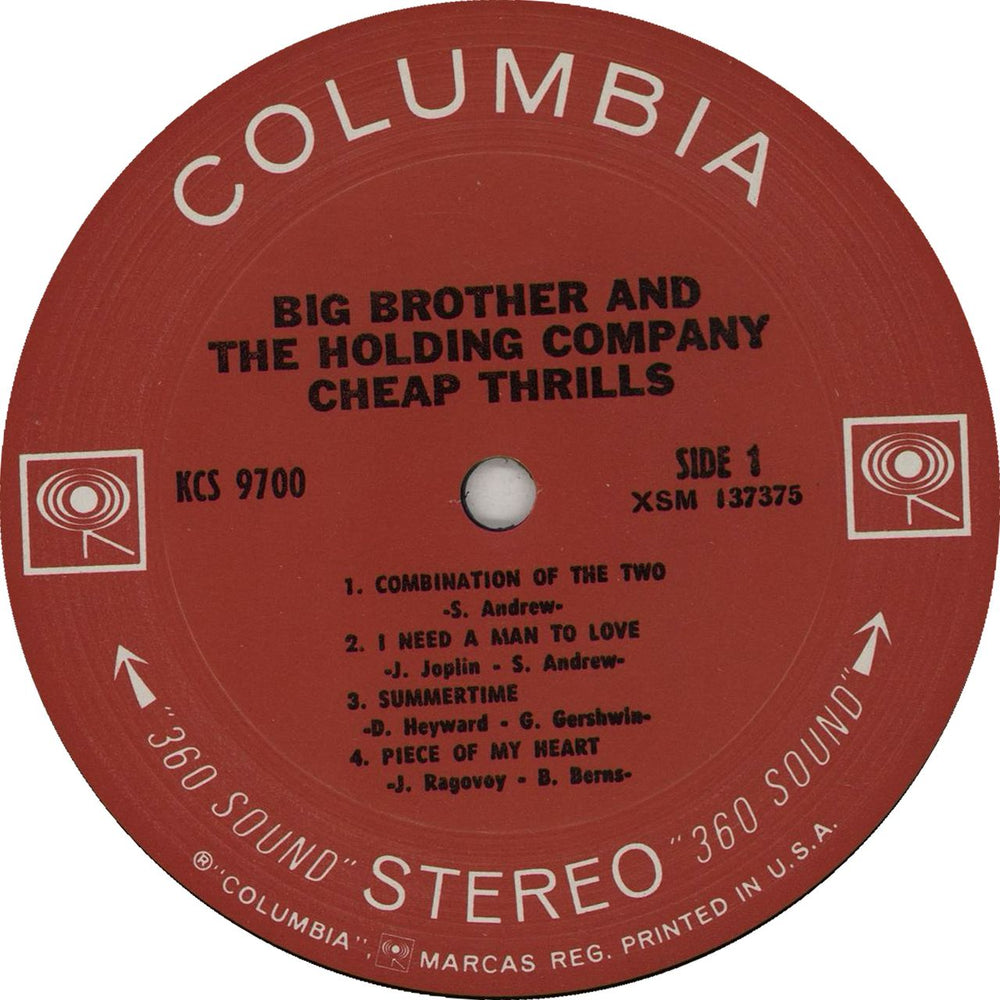 COLUMBIA
BIG BROTHER AND
THE HOLDING COMPANY
CHEAP THRILLS
KCS 9700
SIDE 1
XSM 137375
1. COMBINATION OF THE TWO
-S. Andrew-
2. I NEED A MAN TO LOVE
-J. Joplin - S. Andrew-
3. SUMMERTIME
-D. Heyward - G. Gershwin-
4. PIECE OF MY HEART
-J. Ragovoy - B. Berns-
"360 SOUND" STEREO "360 SOUND"
®"COLUMBIA", MARCAS REG. PRINTED IN U.S.A.